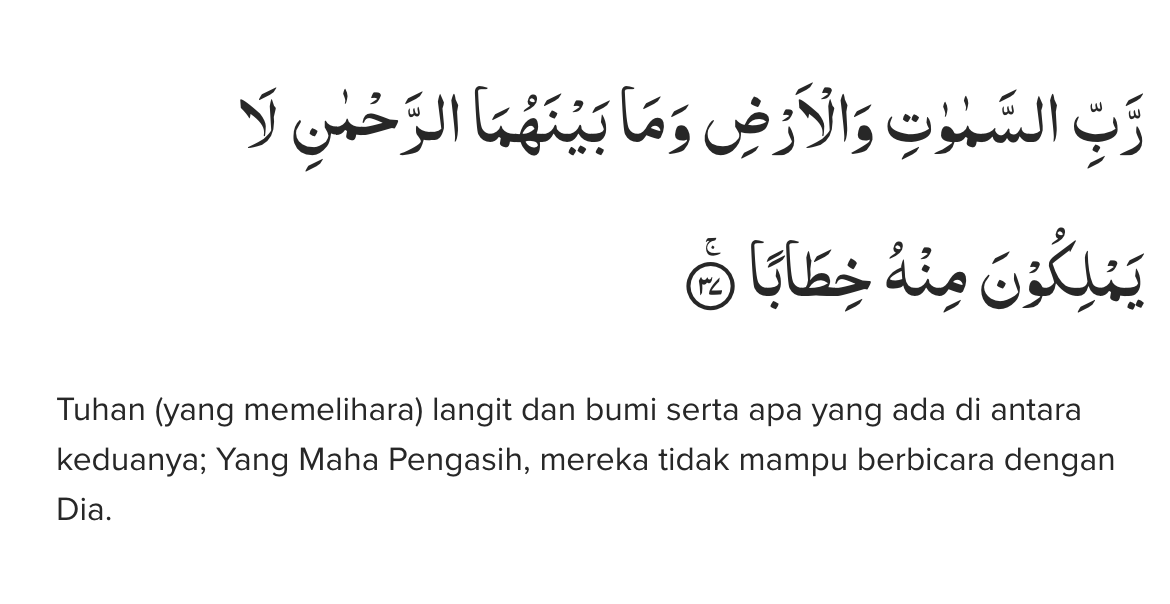 رَّبِّ السَّمٰوٰتِ وَالْاَرْضِ وَمَا بَيْنَهُمَا الرَّحْمٰنِ لَا
يَمْلِكُوْنَ مِنْهُ خِطَابًا ۚ ٣٧
Tuhan (yang memelihara) langit dan bumi serta apa yang ada di antara
keduanya; Yang Maha Pengasih, mereka tidak mampu berbicara dengan
Dia.